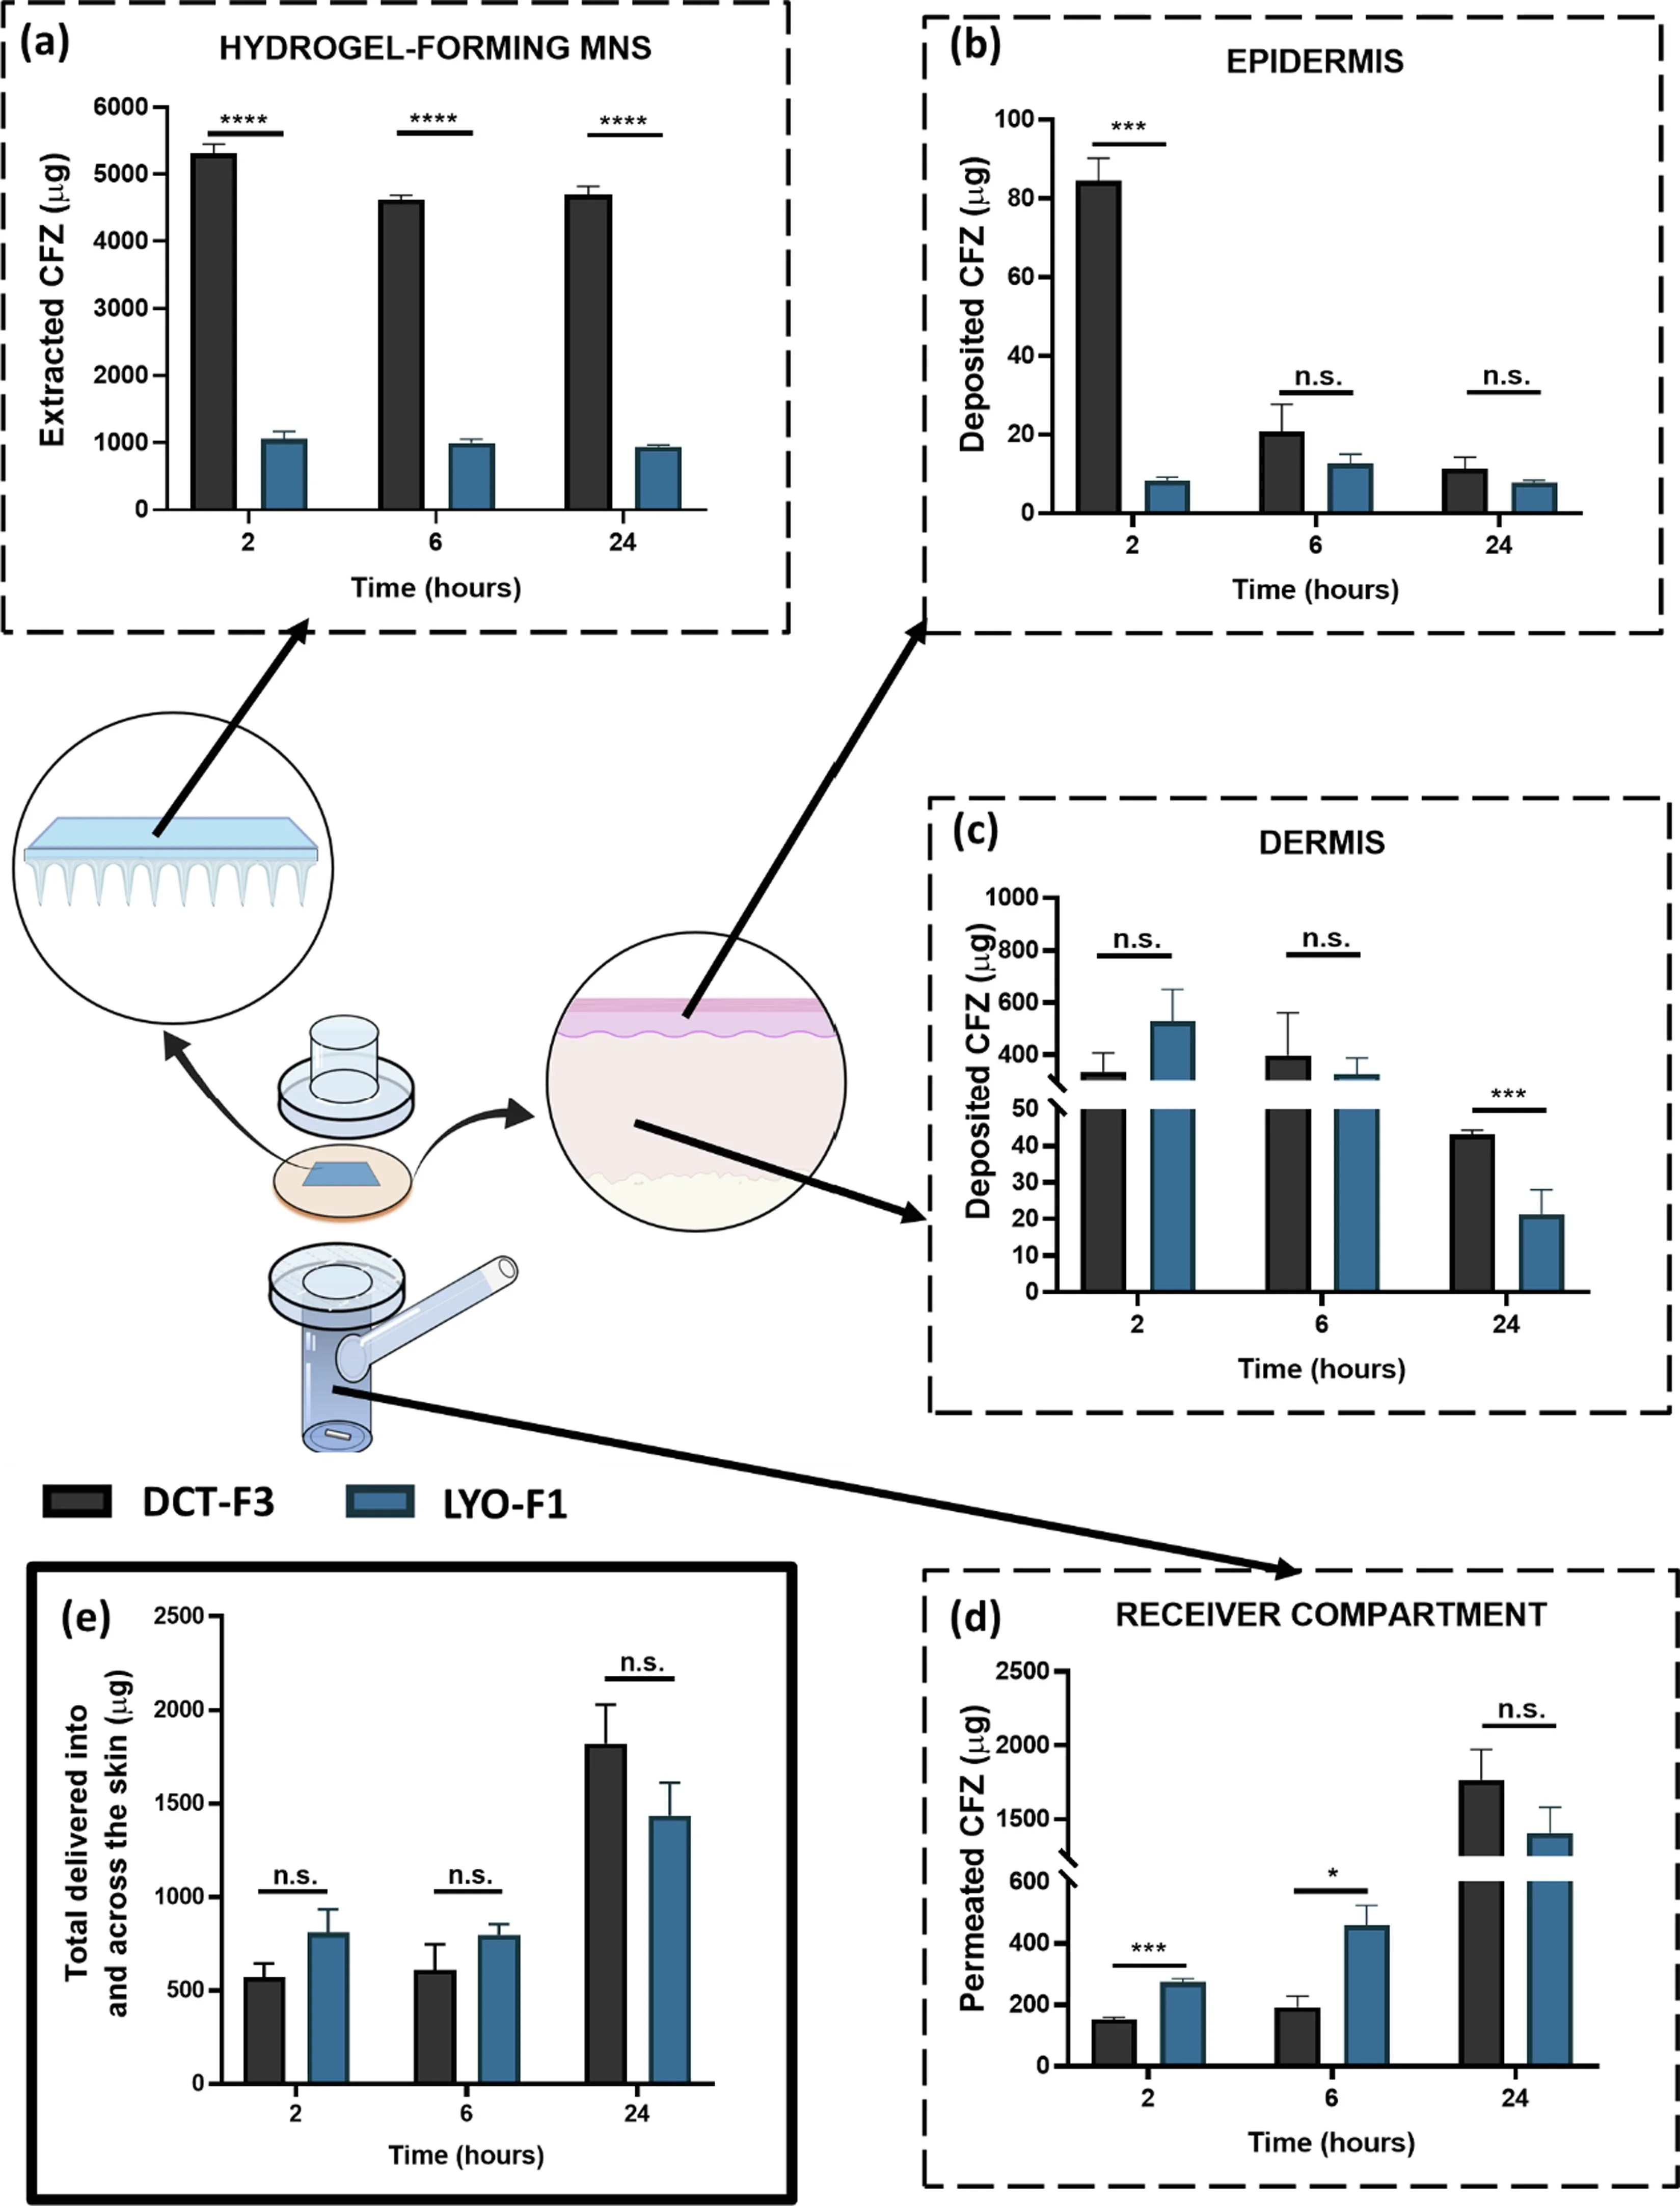 (a)
HYDROGEL-FORMING MNS
Extracted CFZ (μg)
6000
5000
4000
3000
2000
1000
0
****
****
****
2
6
24
Time (hours)
(b)
EPIDERMIS
Deposited CFZ (μg)
100
80
60
40
20
0
***
n.s.
n.s.
2
6
24
Time (hours)
(c)
DERMIS
Deposited CFZ (μg)
1000
800
600
400
50
40
30
20
10
0
n.s.
n.s.
***
2
6
24
Time (hours)
DCT-F3
LYO-F1
(e)
Total delivered into
and across the skin (μg)
2500
2000
1500
1000
500
0
n.s.
n.s.
n.s.
2
6
24
Time (hours)
(d)
RECEIVER COMPARTMENT
Permeated CFZ (μg)
2500
2000
1500
600
400
200
0
***
*
n.s.
2
6
24
Time (hours)